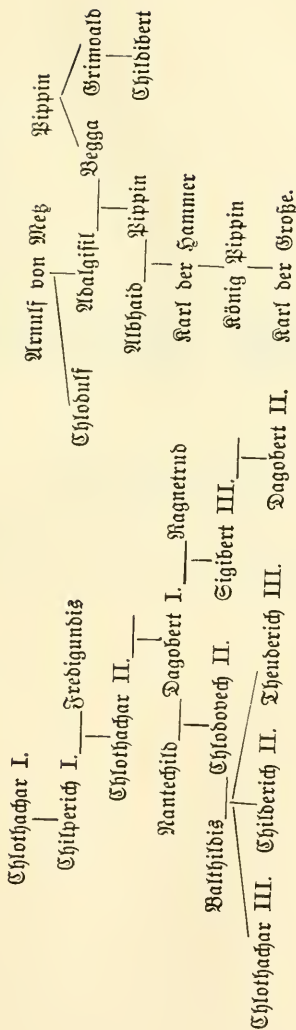 Chlothachar I.
Chilperich I. Fredigundis
Chlothachar II.
Nantechild Dagobert I. Ragnetrud
Balthildis Chlodovech II. Sigibert III.
Chlothachar III. Childerich II. Theuderich III. Dagobert II.
Arnulf von Metz Pippin
Chlodulf Adalgisil Begga Grimoald
Albhaid Pippin Childibert
Karl der Hammer
König Pippin
Karl der Große.